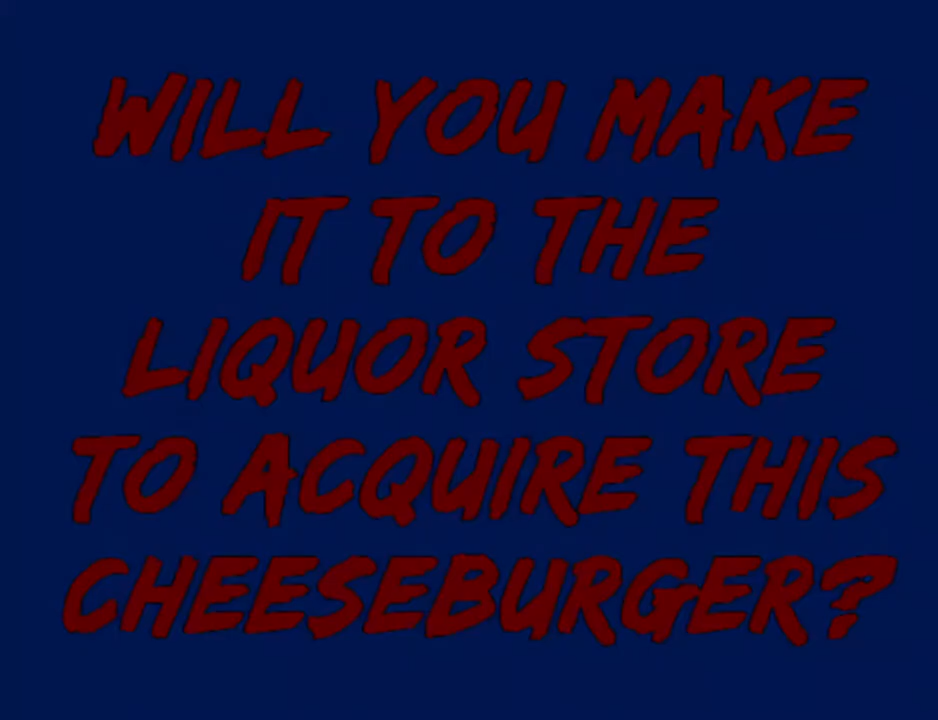 WILL YOU MAKE
IT TO THE
LIQUOR STORE
TO ACQUIRE THIS
CHEESEBURGER?